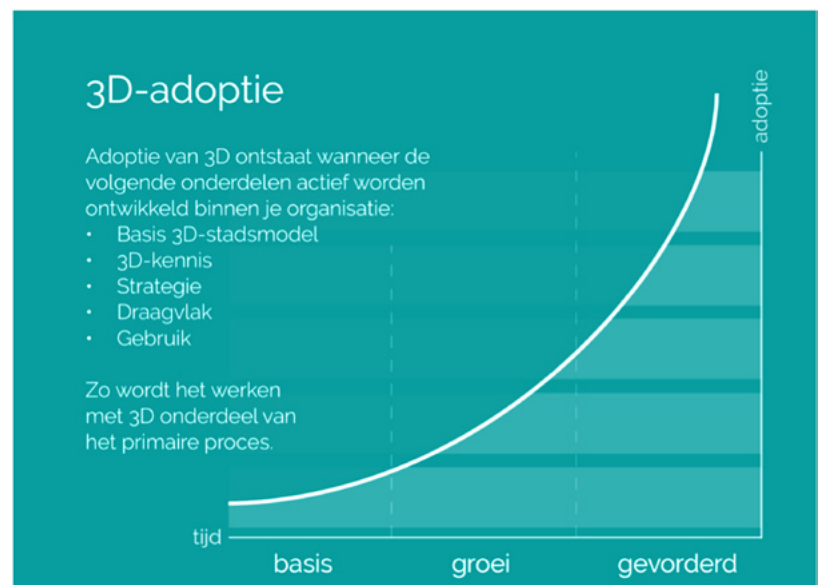 3D-adoptie
Adoptie van 3D ontstaat wanneer de
volgende onderdelen actief worden
ontwikkeld binnen je organisatie:
• Basis 3D-stadsmodel
• 3D-kennis
• Strategie
• Draagvlak
• Gebruik
Zo wordt het werken
met 3D onderdeel van
het primaire proces.
adoptie
tijd
basis
groei
gevorderd